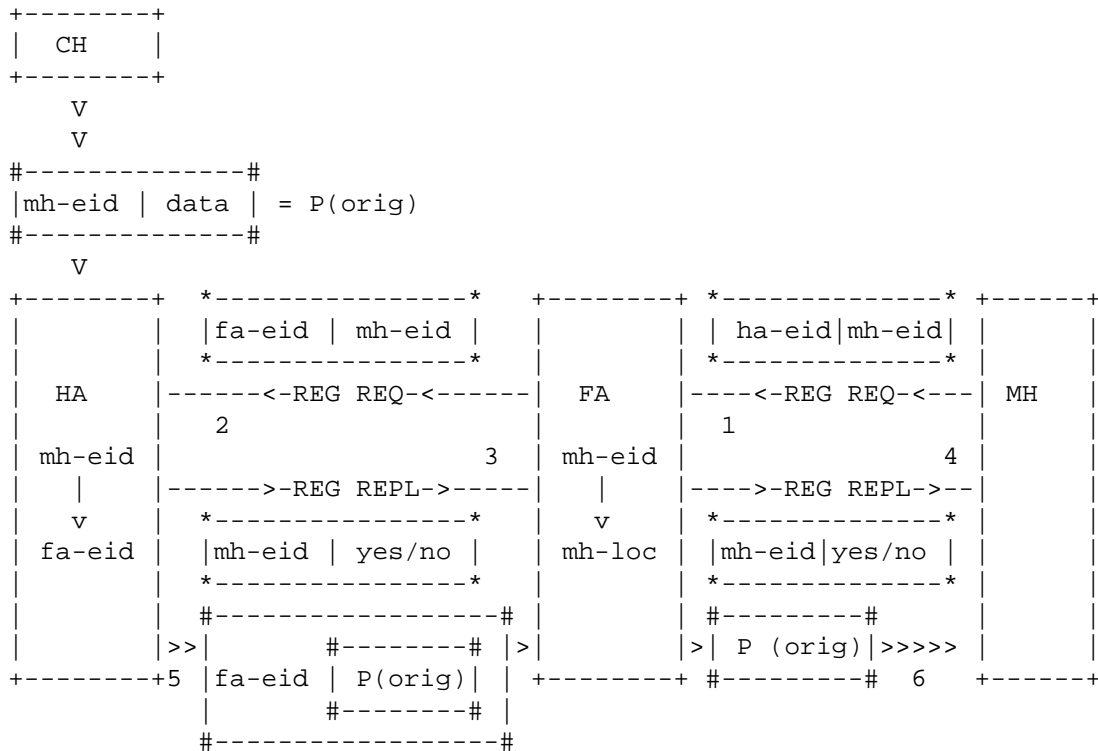 CH
mh-eid | data = P(orig)
fa-eid | mh-eid ha-eid|mh-eid
HA <-REG REQ-< FA <-REG REQ-< MH
2 1
mh-eid 3 mh-eid 4
>-REG REPL-> >-REG REPL->
v v
fa-eid mh-eid | yes/no mh-loc mh-eid|yes/no
>> > > P (orig) >>>>>
5 fa-eid | P(orig) 6